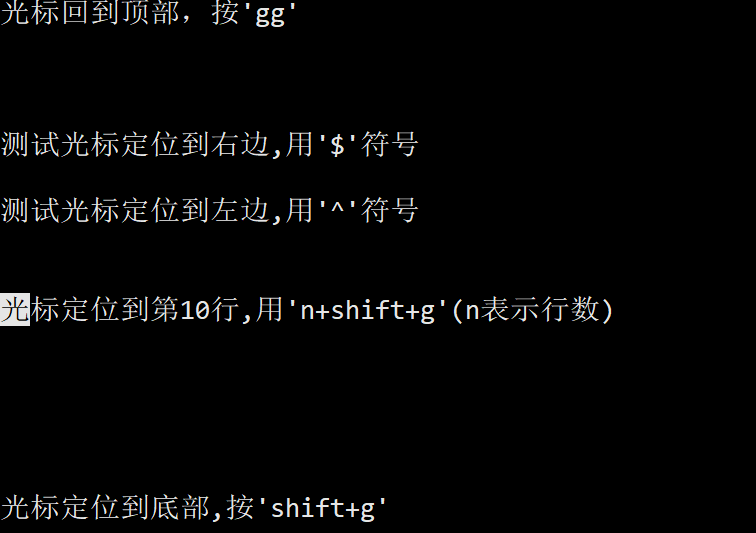 光标回到顶部，按'gg'
测试光标定位到右边,用'$'符号
测试光标定位到左边,用'^'符号
光标定位到第10行,用'n+shift+g'(n表示行数)
光标定位到底部,按'shift+g'